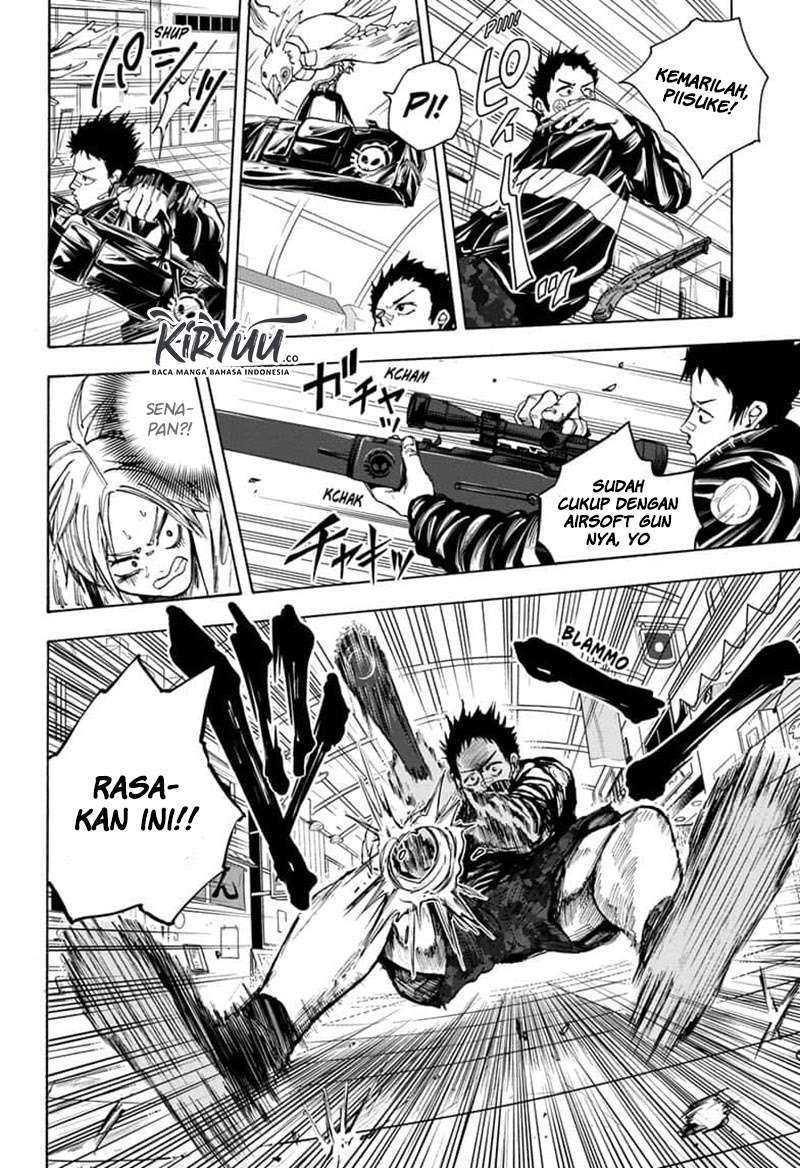 KEMARILAH,
PIISUKE!
PIIII!
ピィー
PI!
SHUP
パシッ
KiRYUU.CO
BACA MANGA BAHASA INDONESIA
KCHAM
ガチャッ
SUDAH
CUKUP DENGAN
AIRSOFT GUN
NYA, YO
KCHAK
チャキッ
SENA-
PAN?!
BLAMMO
RASA-
KAN INI!!
ん